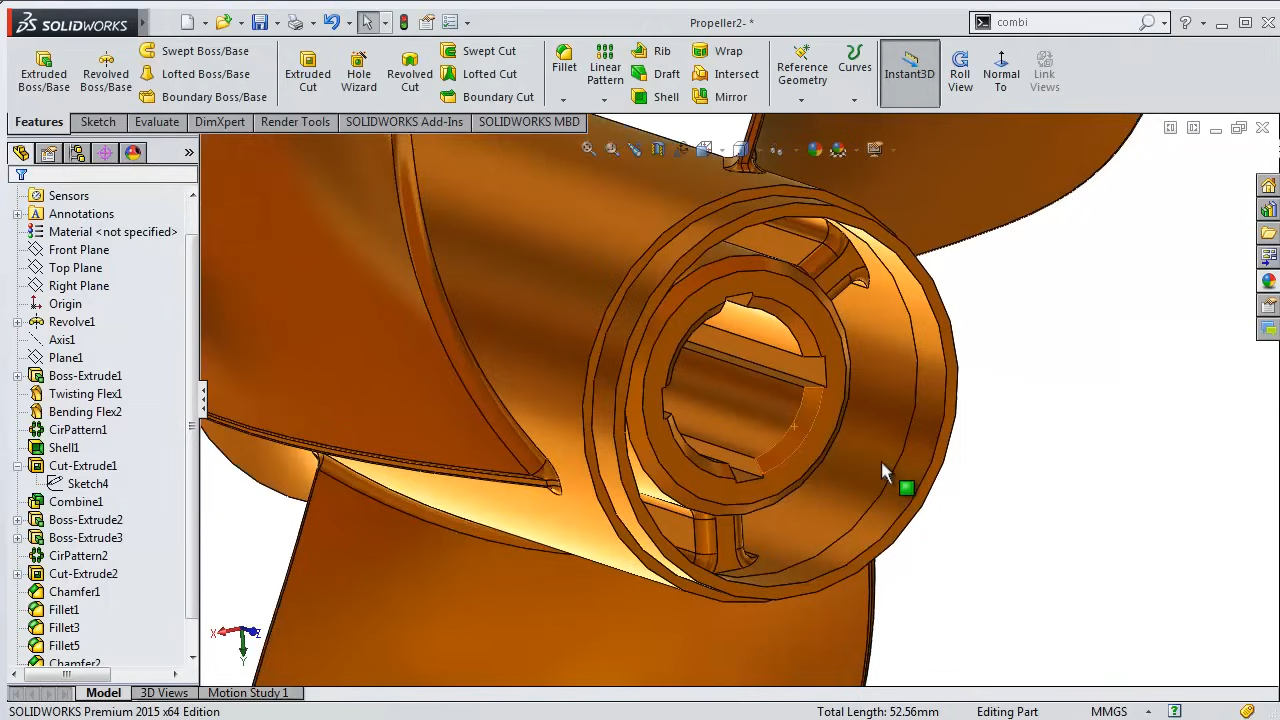 SOLIDWORKS
Propeller2- *
combi
Extruded Boss/Base
Revolved Boss/Base
Swept Boss/Base
Lofted Boss/Base
Boundary Boss/Base
Extruded Cut
Hole Wizard
Revolved Cut
Swept Cut
Lofted Cut
Boundary Cut
Fillet
Linear Pattern
Rib
Draft
Shell
Wrap
Intersect
Mirror
Reference Geometry
Curves
Instant3D
Roll View
Normal To
Link Views
Features
Sketch
Evaluate
DimXpert
Render Tools
SOLIDWORKS Add-Ins
SOLIDWORKS MBD
Sensors
Annotations
Material <not specified>
Front Plane
Top Plane
Right Plane
Origin
Revolve1
Axis1
Plane1
Boss-Extrude1
Twisting Flex1
Bending Flex2
CirPattern1
Shell1
Cut-Extrude1
Sketch4
Combine1
Boss-Extrude2
Boss-Extrude3
CirPattern2
Cut-Extrude2
Chamfer1
Fillet1
Fillet3
Fillet5
Chamfer2
X
Z
Y
Model
3D Views
Motion Study 1
SOLIDWORKS Premium 2015 x64 Edition
Total Length: 52.56mm
Editing Part
MMGS